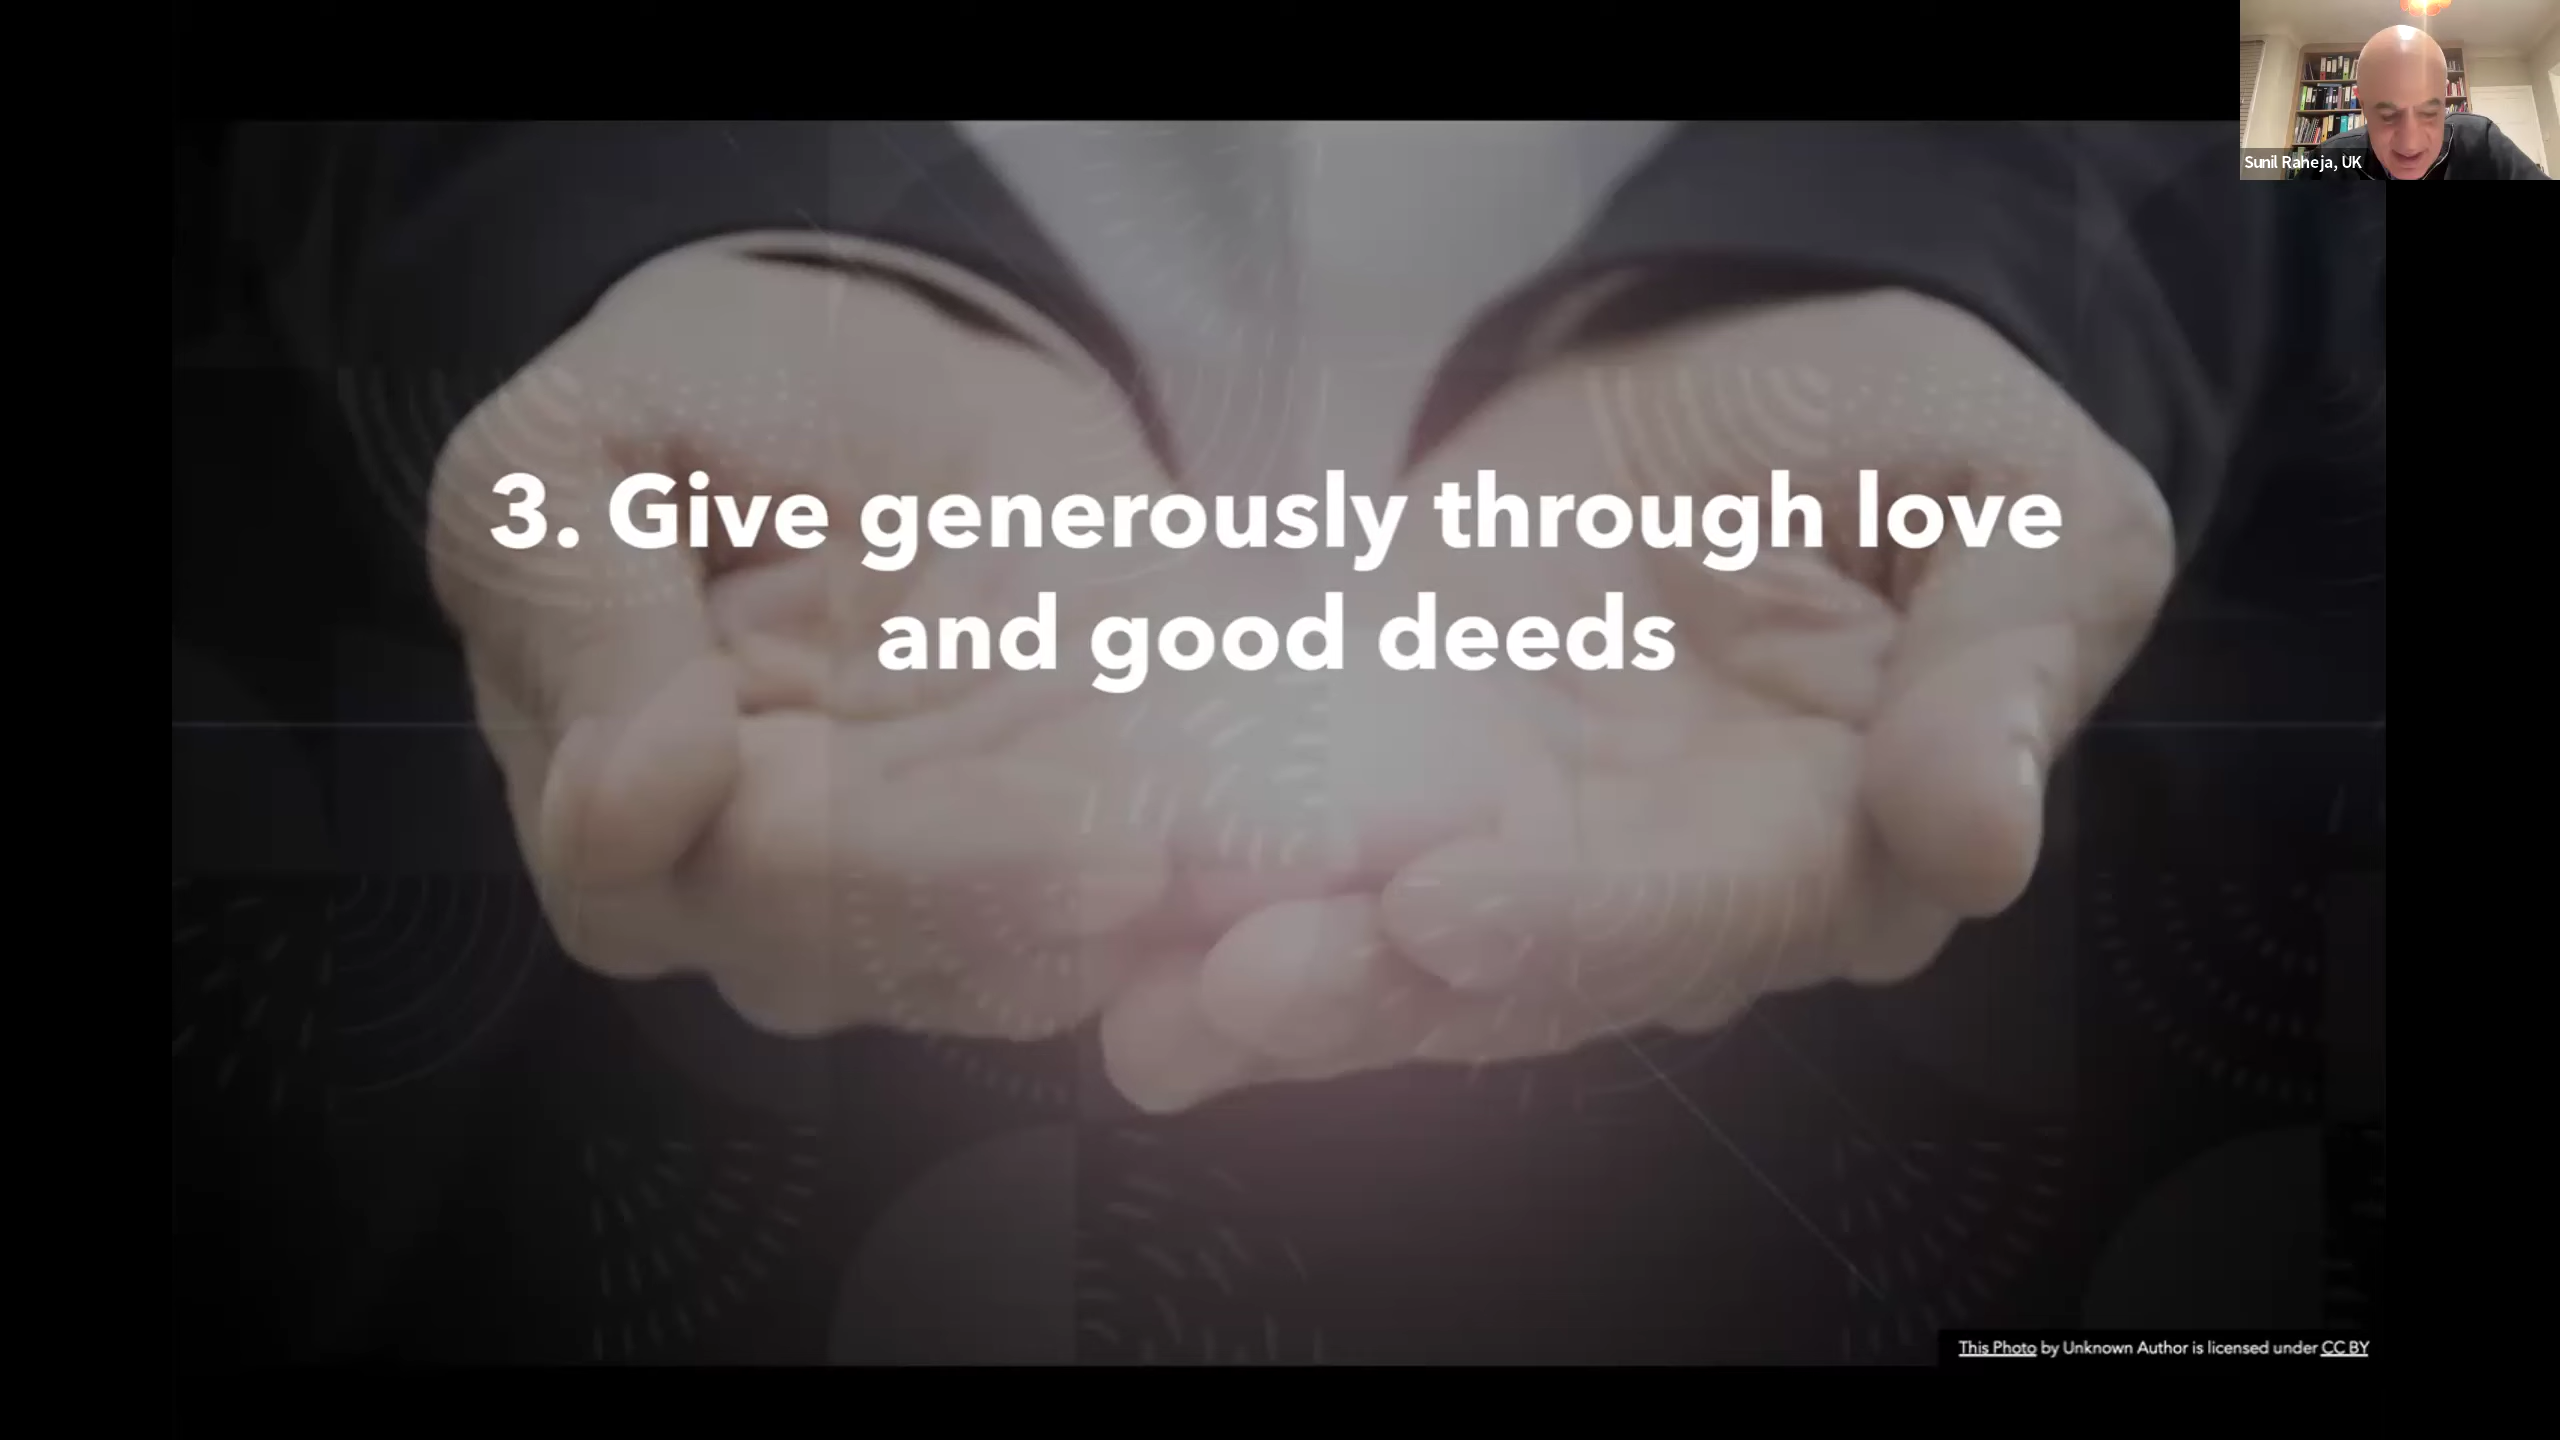 Sunil Raheja, UK
3. Give generously through love
and good deeds
This Photo by Unknown Author is licensed under CC BY